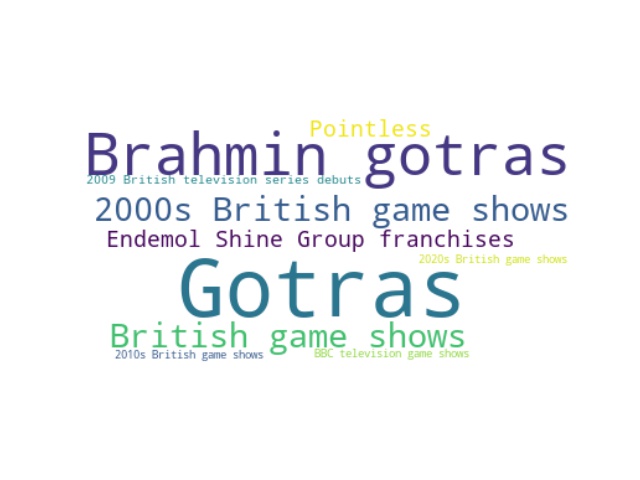 Pointless
Brahmin gotras
2009 British television series debuts
2000s British game shows
Endemol Shine Group franchises
2020s British game shows
Gotras
British game shows
2010s British game shows
BBC television game shows